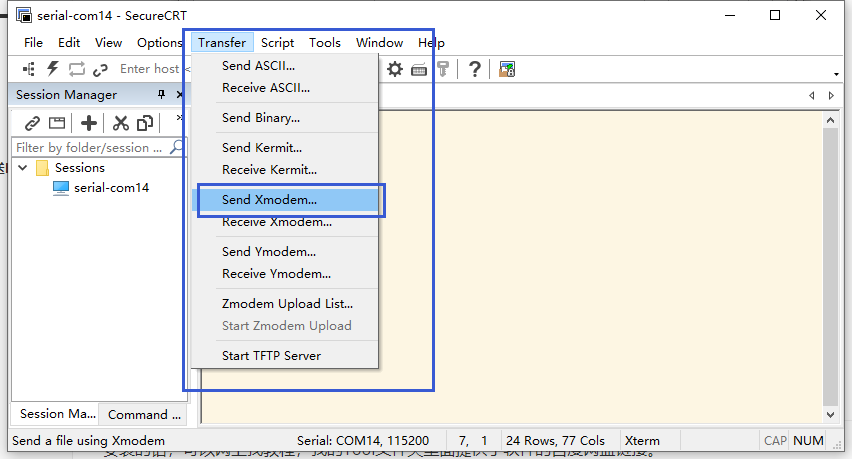 serial-com14 - SecureCRT
File Edit View Options Transfer Script Tools Window Help
Enter host <
Session Manager
Filter by folder/session ...
Sessions
serial-com14
Send ASCII...
Receive ASCII...
Send Binary...
Send Kermit...
Receive Kermit...
Send Xmodem...
Receive Xmodem...
Send Ymodem...
Receive Ymodem...
Zmodem Upload List...
Start Zmodem Upload
Start TFTP Server
Session Ma... Command ...
Send a file using Xmodem Serial: COM14, 115200 7, 1 24 Rows, 77 Cols Xterm CAP NUM